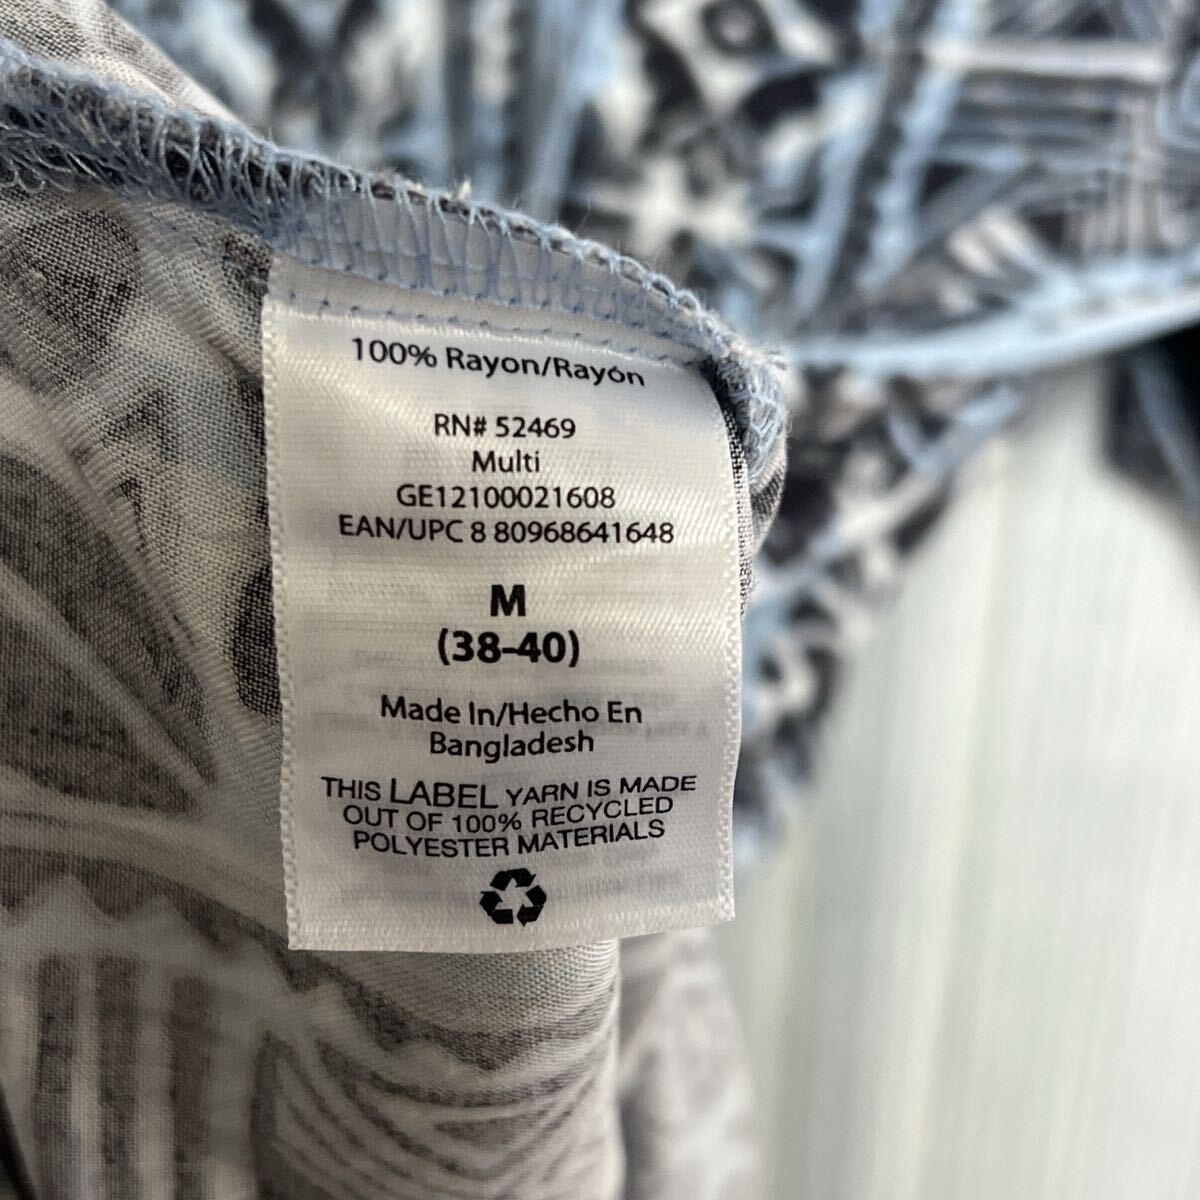 100% Rayon/Rayón
RN# 52469
Multi
GE12100021608
EAN/UPC 8 80968641648
M
(38-40)
Made In/Hecho En
Bangladesh
THIS LABEL YARN IS MADE
OUT OF 100% RECYCLED
POLYESTER MATERIALS